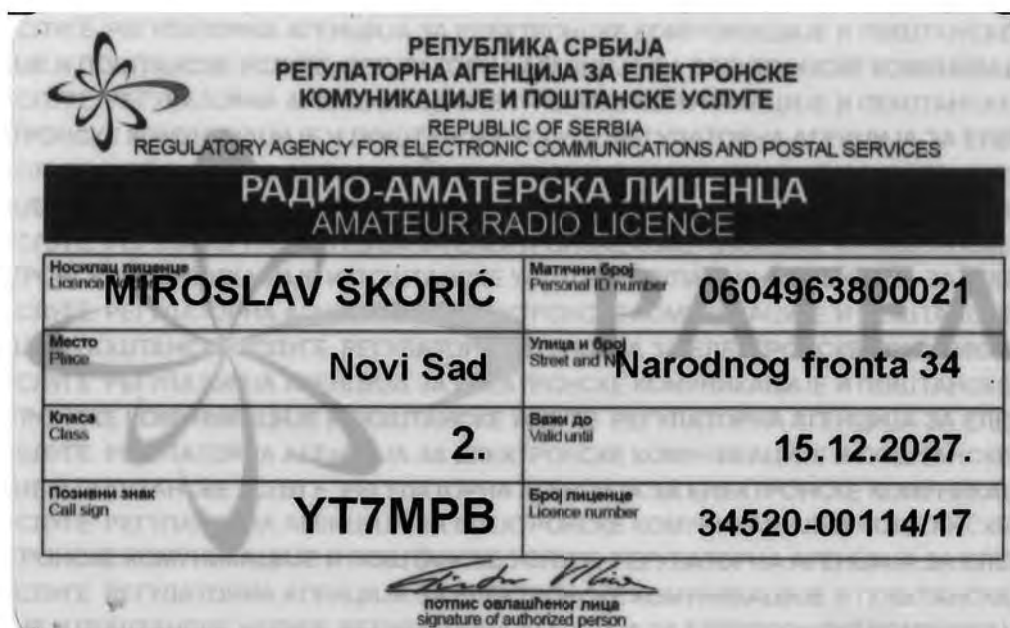 РЕПУБЛИКА СРБИЈА
РЕГУЛАТОРНА АГЕНЦИЈА ЗА ЕЛЕКТРОНСКЕ
КОМУНИКАЦИЈЕ И ПОШТАНСКЕ УСЛУГЕ
REPUBLIC OF SERBIA
REGULATORY AGENCY FOR ELECTRONIC COMMUNICATIONS AND POSTAL SERVICES
РАДИО-АМАТЕРСКА ЛИЦЕНЦА
AMATEUR RADIO LICENCE
Носилац лиценце
Licence
MIROSLAV ŠKORIĆ
Матични број
Personal ID number
0604963800021
Место
Place
Novi Sad
Улица и број
Street and
Narodnog fronta 34
Класа
Class
2.
Важи до
Valid until
15.12.2027.
Позивни знак
Call sign
YT7MPB
Број лиценце
Licence number
34520-00114/17
потпис овлашћеног лица
signature of authorized person